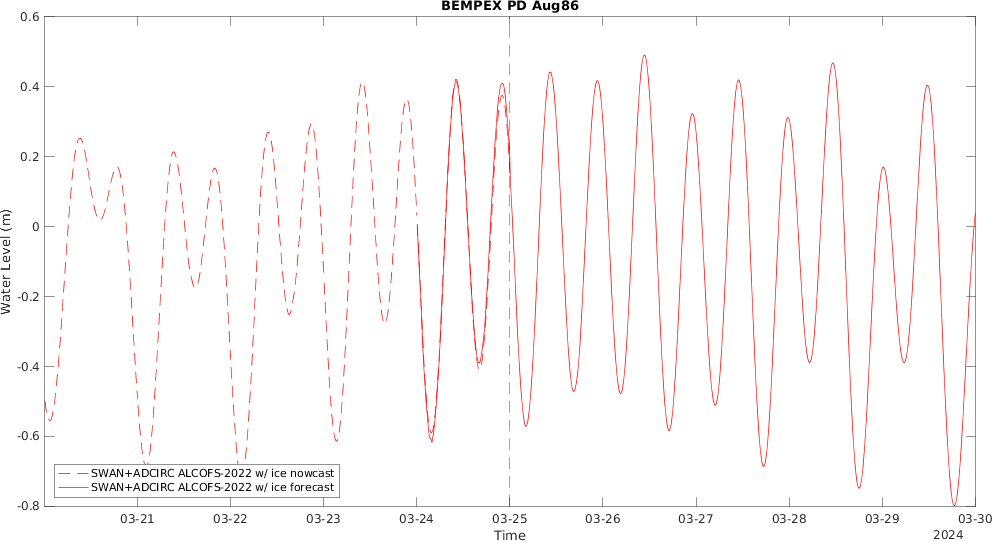 BEMPEX PD Aug86
0.6
0.4
0.2
0
-0.2
-0.4
-0.6
-0.8
Water Level (m)
SWAN+ADCIRC ALCOFS-2022 w/ ice nowcast
SWAN+ADCIRC ALCOFS-2022 w/ ice forecast
03-21 03-22 03-23 03-24 03-25 03-26 03-27 03-28 03-29 03-30
Time
2024